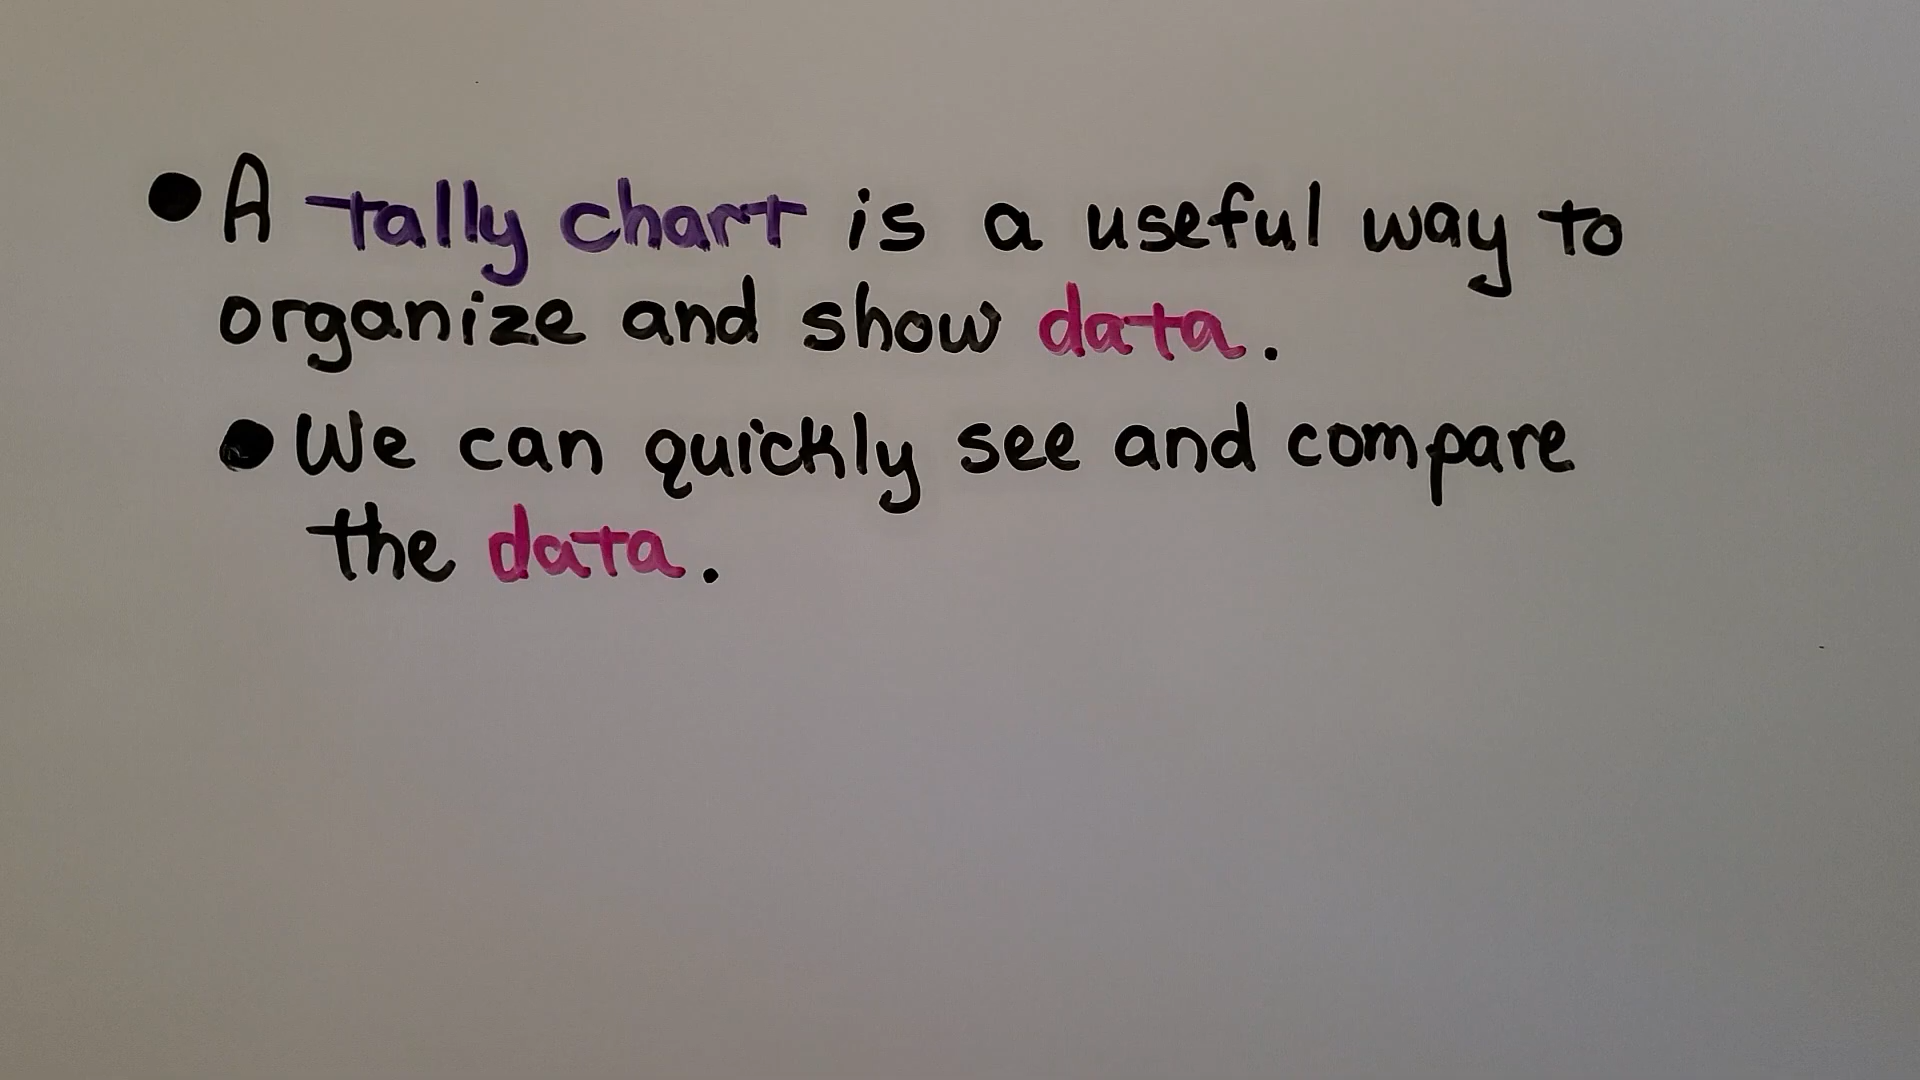 • A tally chart is a useful way to
organize and show data.
• We can quickly see and compare
the data.